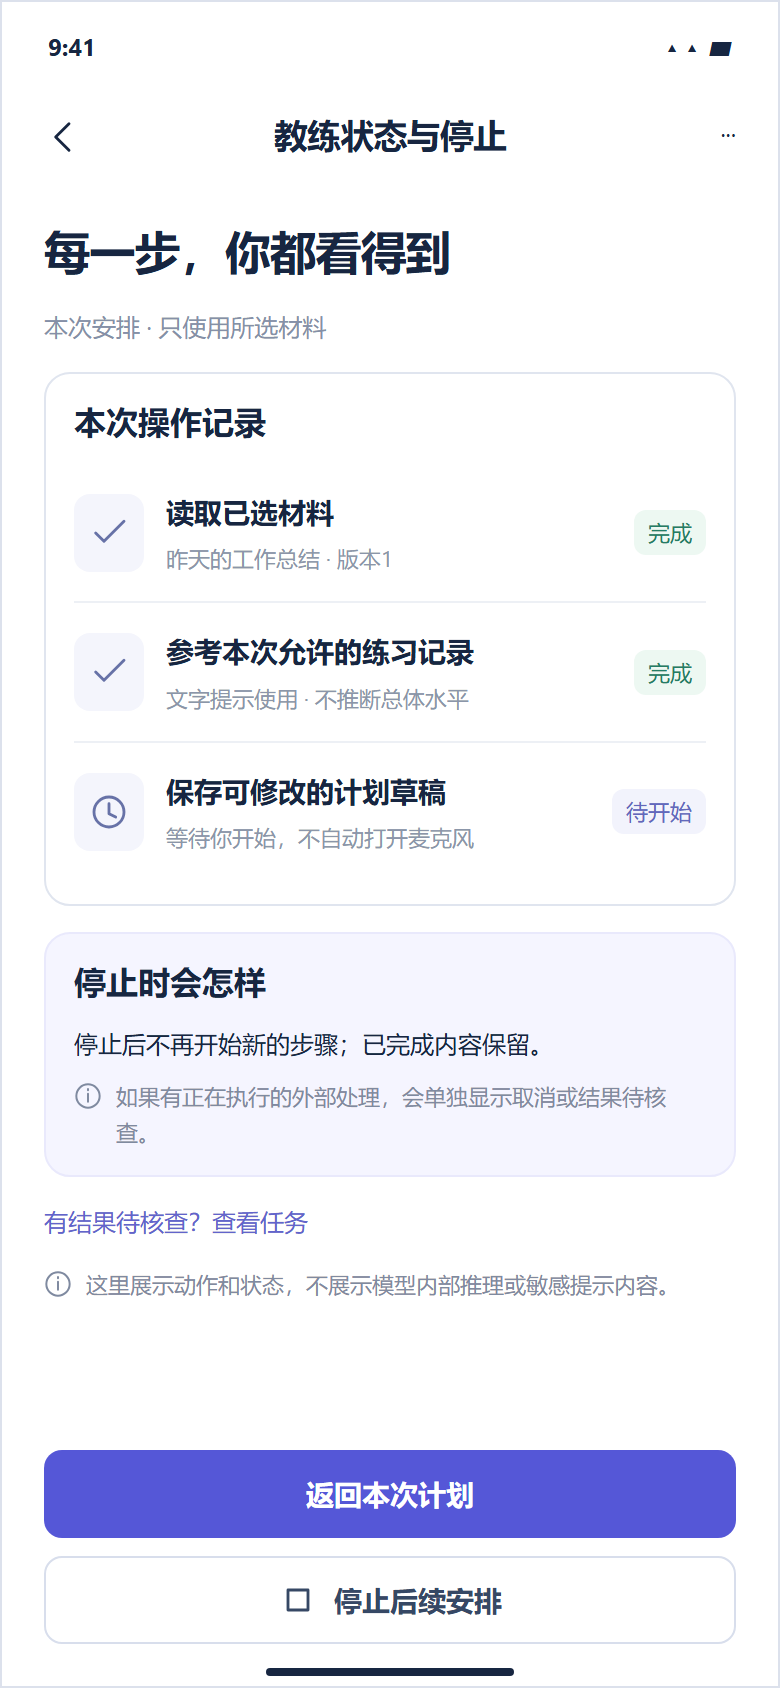 9:41
教练状态与停止
...
每一步，你都看得到
本次安排 · 只使用所选材料
本次操作记录
读取已选材料
昨天的工作总结 · 版本1
完成
参考本次允许的练习记录
文字提示使用 · 不推断总体水平
完成
保存可修改的计划草稿
等待你开始，不自动打开麦克风
待开始
停止时会怎样
停止后不再开始新的步骤；已完成内容保留。
如果有正在执行的外部处理，会单独显示取消或结果待核
查。
有结果待核查？查看任务
这里展示动作和状态，不展示模型内部推理或敏感提示内容。
返回本次计划
停止后续安排